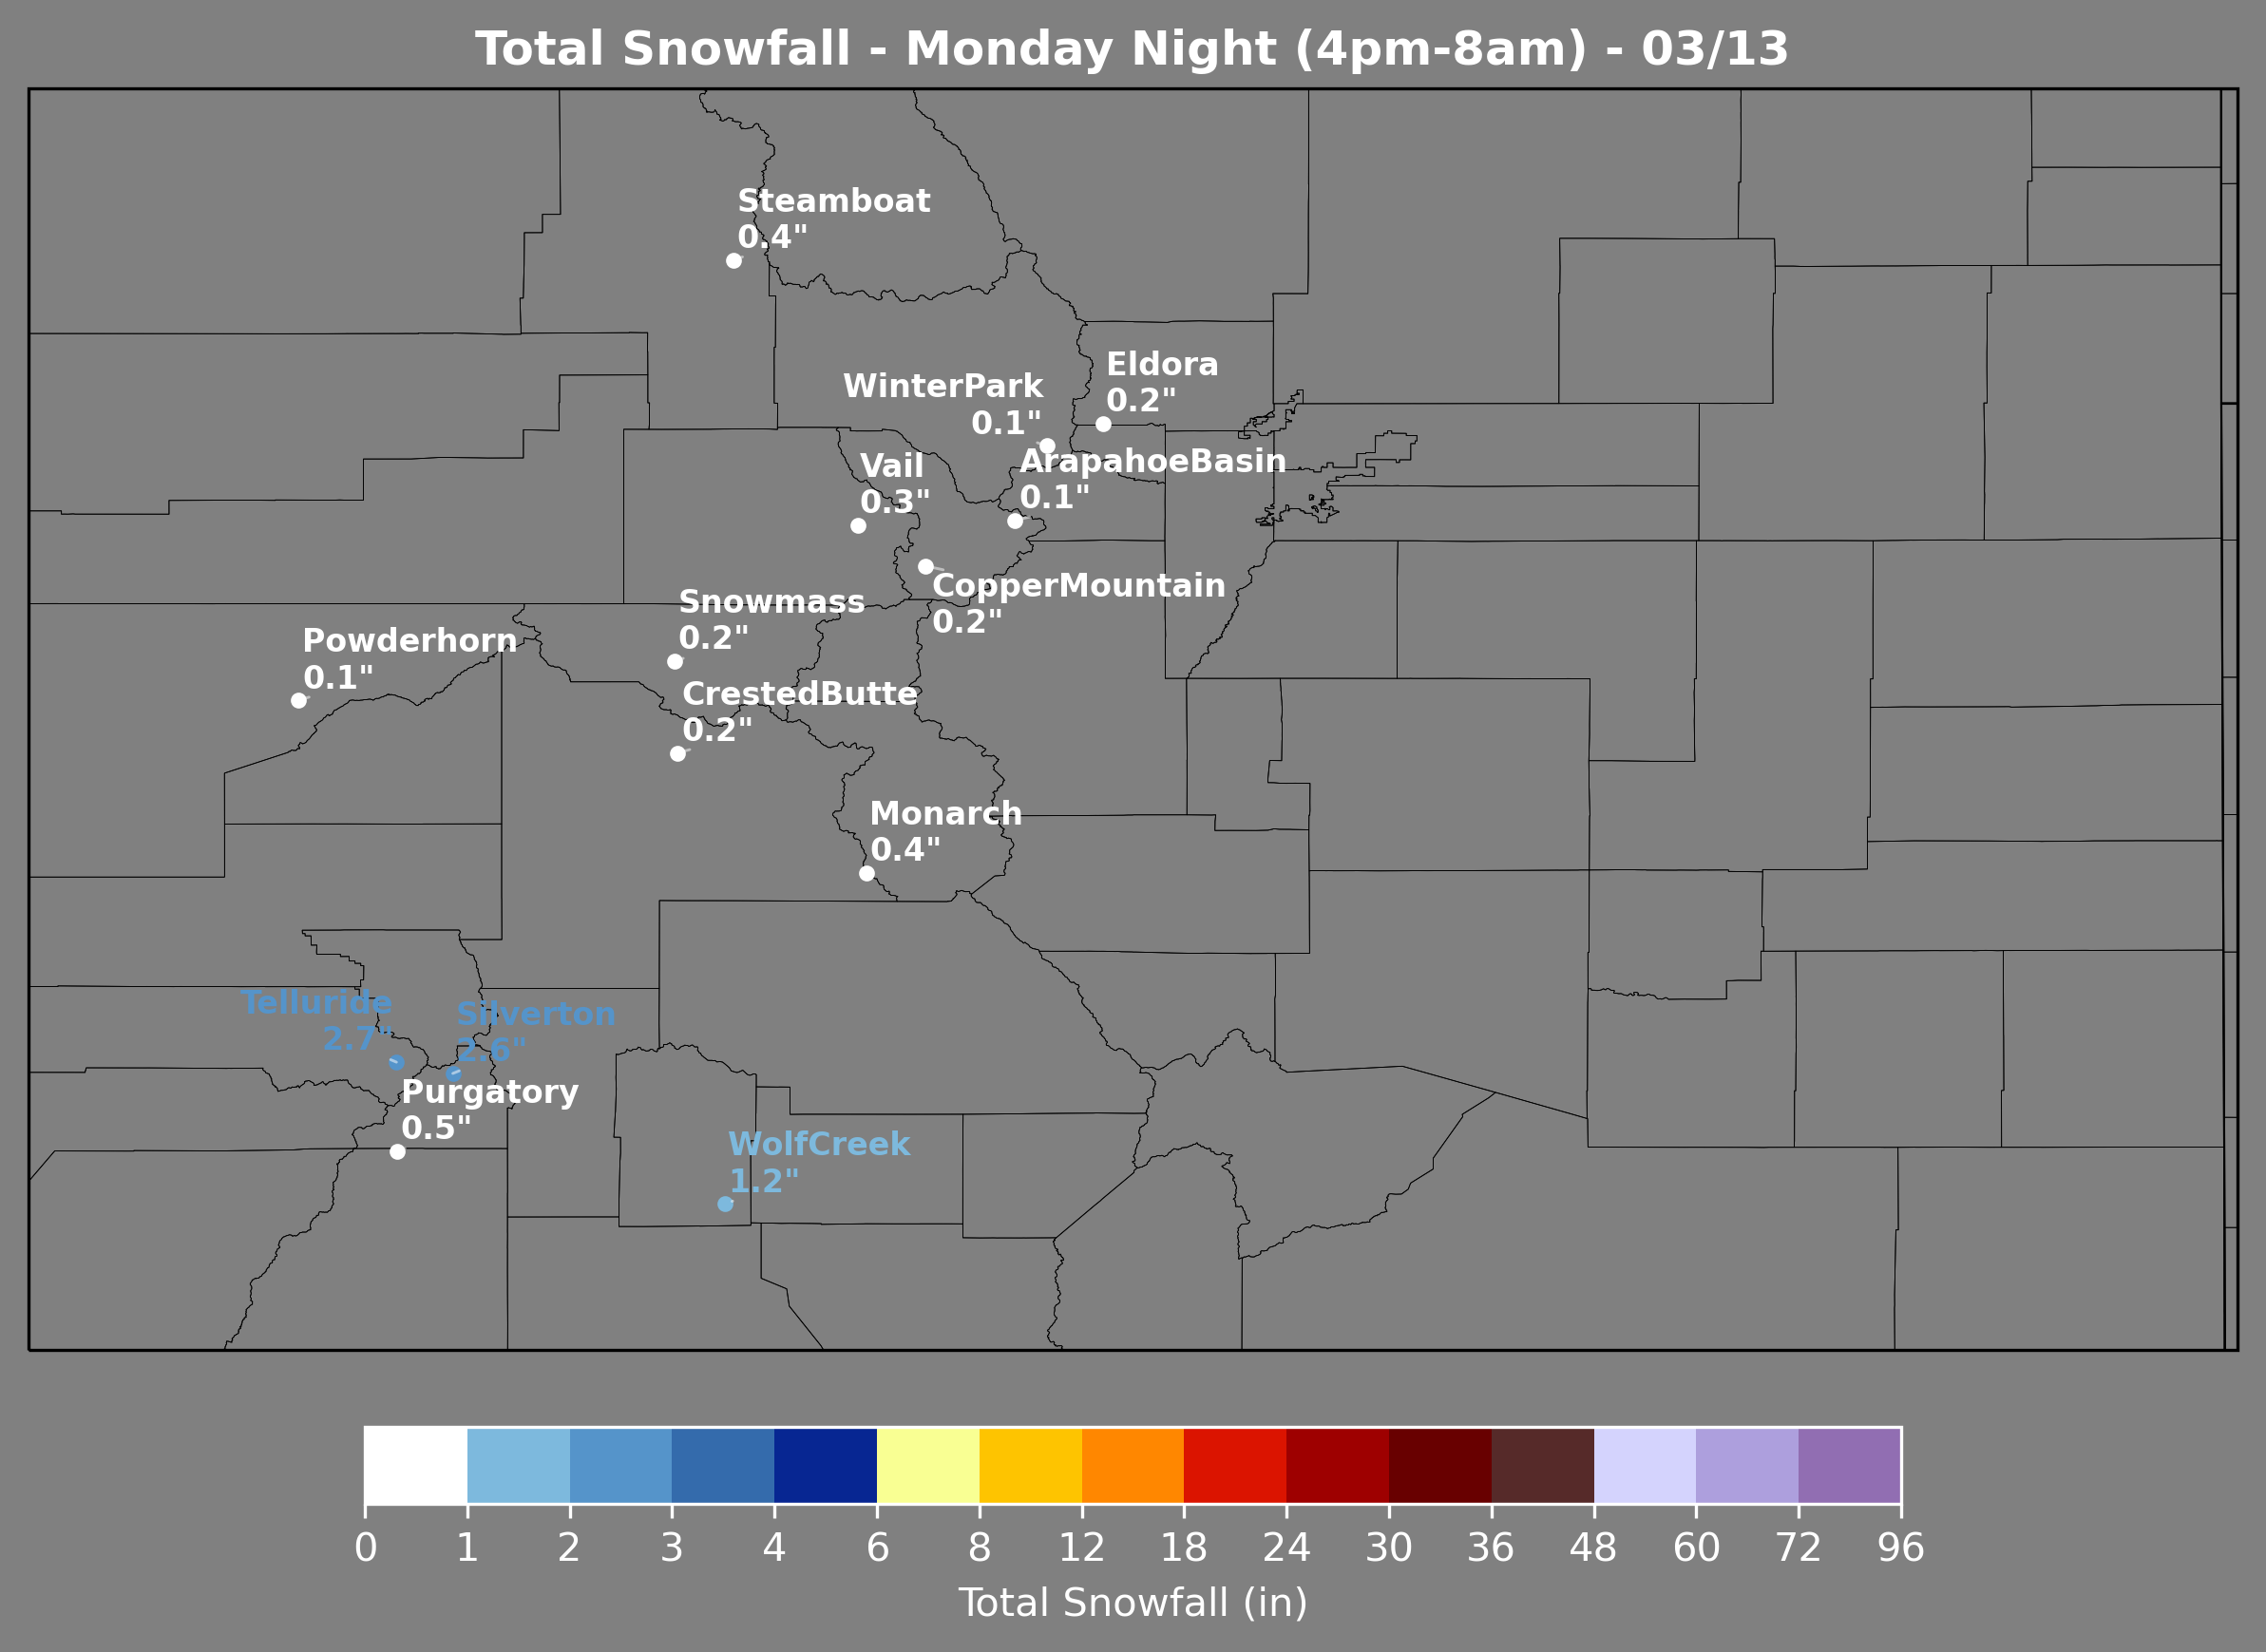 Total Snowfall - Monday Night (4pm-8am) - 03/13
Steamboat
0.4"
Eldora
0.2"
WinterPark
0.1"
ArapahoeBasin
0.1"
Vail
0.3"
CopperMountain
0.2"
Snowmass
0.2"
Powderhorn
0.1"
CrestedButte
0.2"
Monarch
0.4"
Telluride
2.7"
Silverton
2.6"
Purgatory
0.5"
WolfCreek
1.2"
0 1 2 3 4 6 8 12 18 24 30 36 48 60 72 96
Total Snowfall (in)